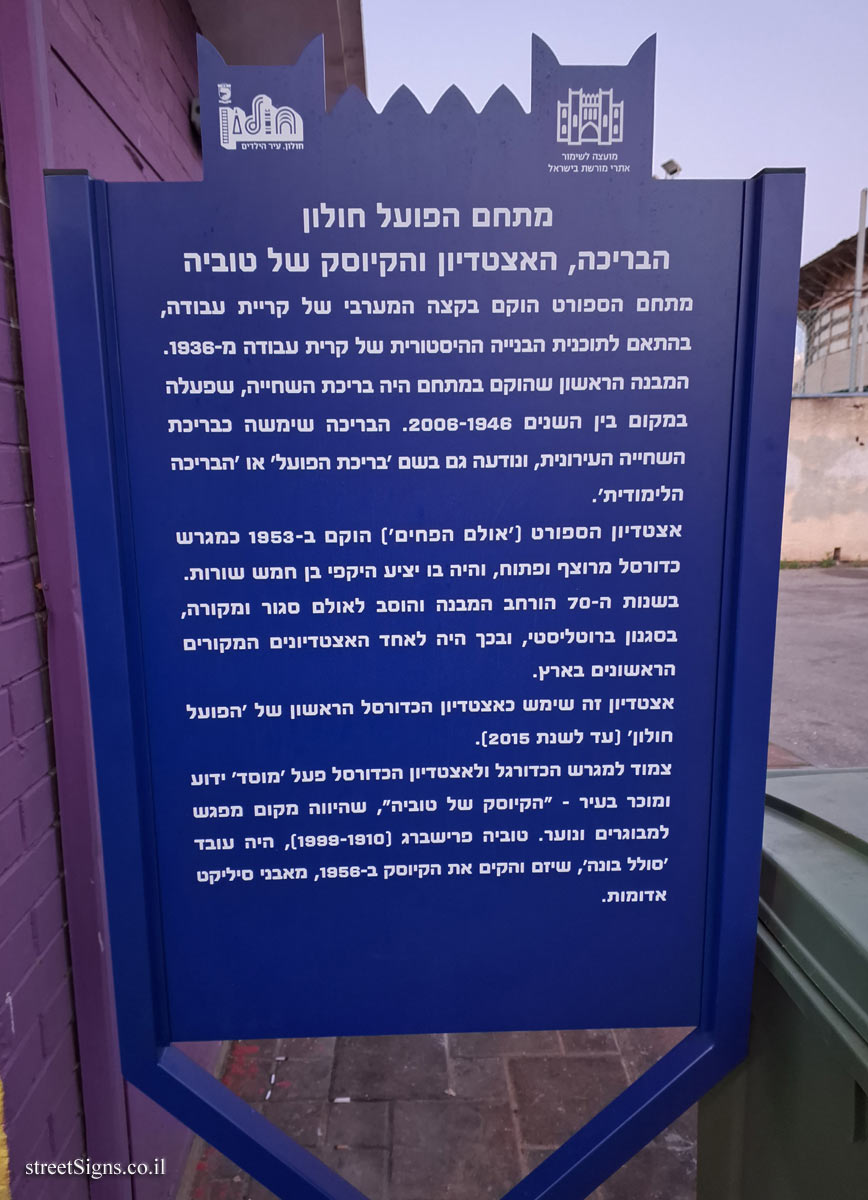 חולון. עיר הילדים
מועצה לשימור
אתרי מורשת בישראל
מתחם הפועל חולון
הבריכה, האצטדיון והקיוסק של טוביה
מתחם הספורט הוקם בקצה המערבי של קריית עבודה,
בהתאם לתוכנית הבנייה ההיסטורית של קרית עבודה מ-1936.
המבנה הראשון שהוקם במתחם היה בריכת השחייה, שפעלה
במקום בין השנים 2006-1946. הבריכה שימשה כבריכת
השחייה העירונית, ונודעה גם בשם 'בריכת הפועל' או 'הבריכה
הלימודית'.
אצטדיון הספורט ('אולם הפחים') הוקם ב-1953 כמגרש
כדורסל מרוצף ופתוח, והיה בו יציע היקפי בן חמש שורות.
בשנות ה-70 הורחב המבנה והוסב לאולם סגור ומקורה,
בסגנון ברוטליסטי, ובכך היה לאחד האצטדיונים המקורים
הראשונים בארץ.
אצטדיון זה שימש כאצטדיון הכדורסל הראשון של 'הפועל
חולון' (עד לשנת 2015).
צמוד למגרש הכדורגל ולאצטדיון הכדורסל פעל 'מוסד' ידוע
ומוכר בעיר - "הקיוסק של טוביה", שהיווה מקום מפגש
למבוגרים ונוער. טוביה פרישברג (1999-1910), היה עובד
'סולל בונה', שיזם והקים את הקיוסק ב-1956, מאבני סיליקט
אדומות.
streetSigns.co.il